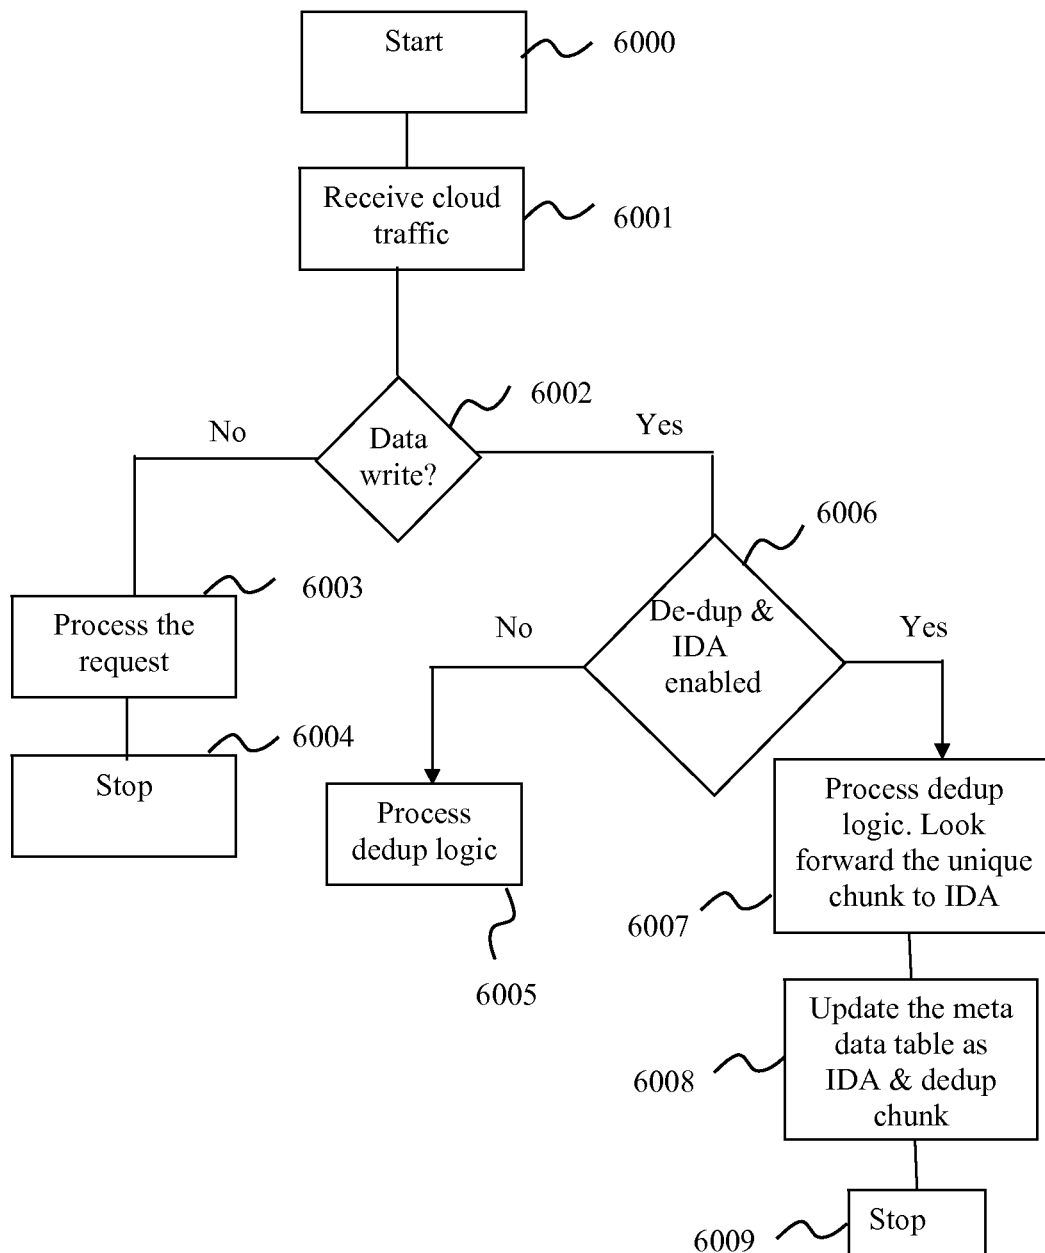 Start
6000
Receive cloud
traffic
6001
6002
No
Data
write?
Yes
6006
6003
Process the
request
No
De-dup &
IDA
enabled
Yes
6004
Stop
Process
dedup logic
Process dedup
logic. Look
forward the unique
chunk to IDA
6007
6005
Update the meta
data table as
IDA & dedup
chunk
6008
Stop
6009